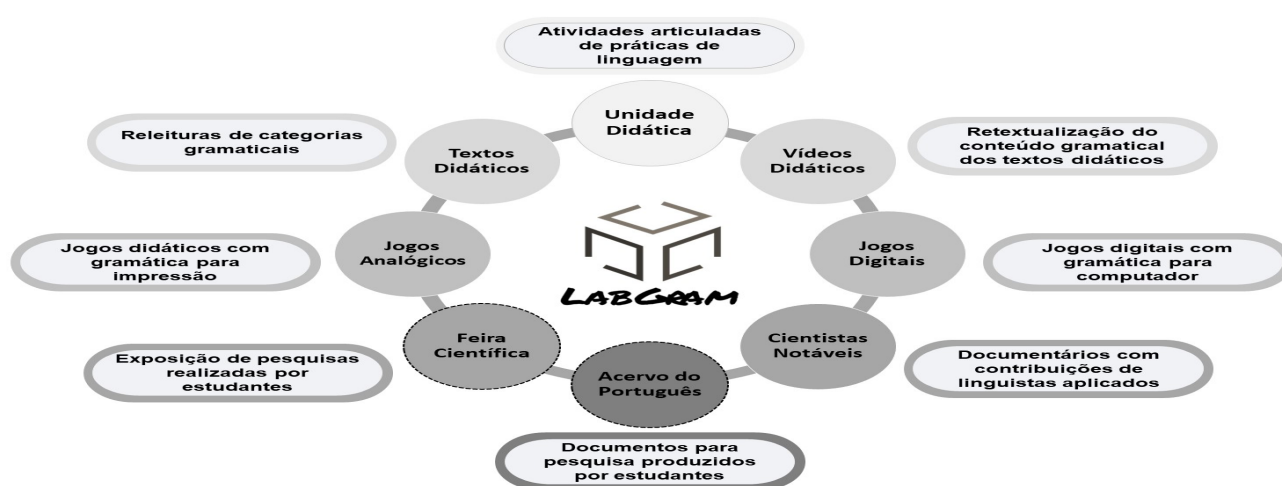 Atividades articuladas
de práticas de
linguagem
Unidade
Didática
Releituras de categorias
gramaticais
Textos
Didáticos
Vídeos
Didáticos
Retextualização do
conteúdo gramatical
dos textos didáticos
Jogos didáticos com
gramática para
impressão
Jogos
Analógicos
LABGRAM
Jogos
Digitais
Jogos digitais com
gramática para
computador
Exposição de pesquisas
realizadas por
estudantes
Feira
Científica
Acervo do
Português
Cientistas
Notáveis
Documentários com
contribuições de
linguistas aplicados
Documentos para
pesquisa produzidos
por estudantes